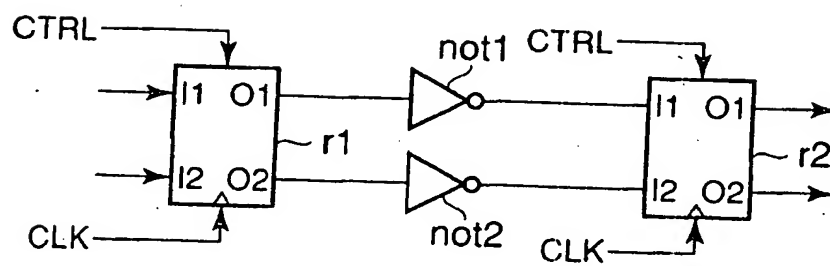 CTRL
not1
CTRL
I1 O1
I1 O1
r1
r2
I2 O2
I2 O2
CLK
not2
CLK